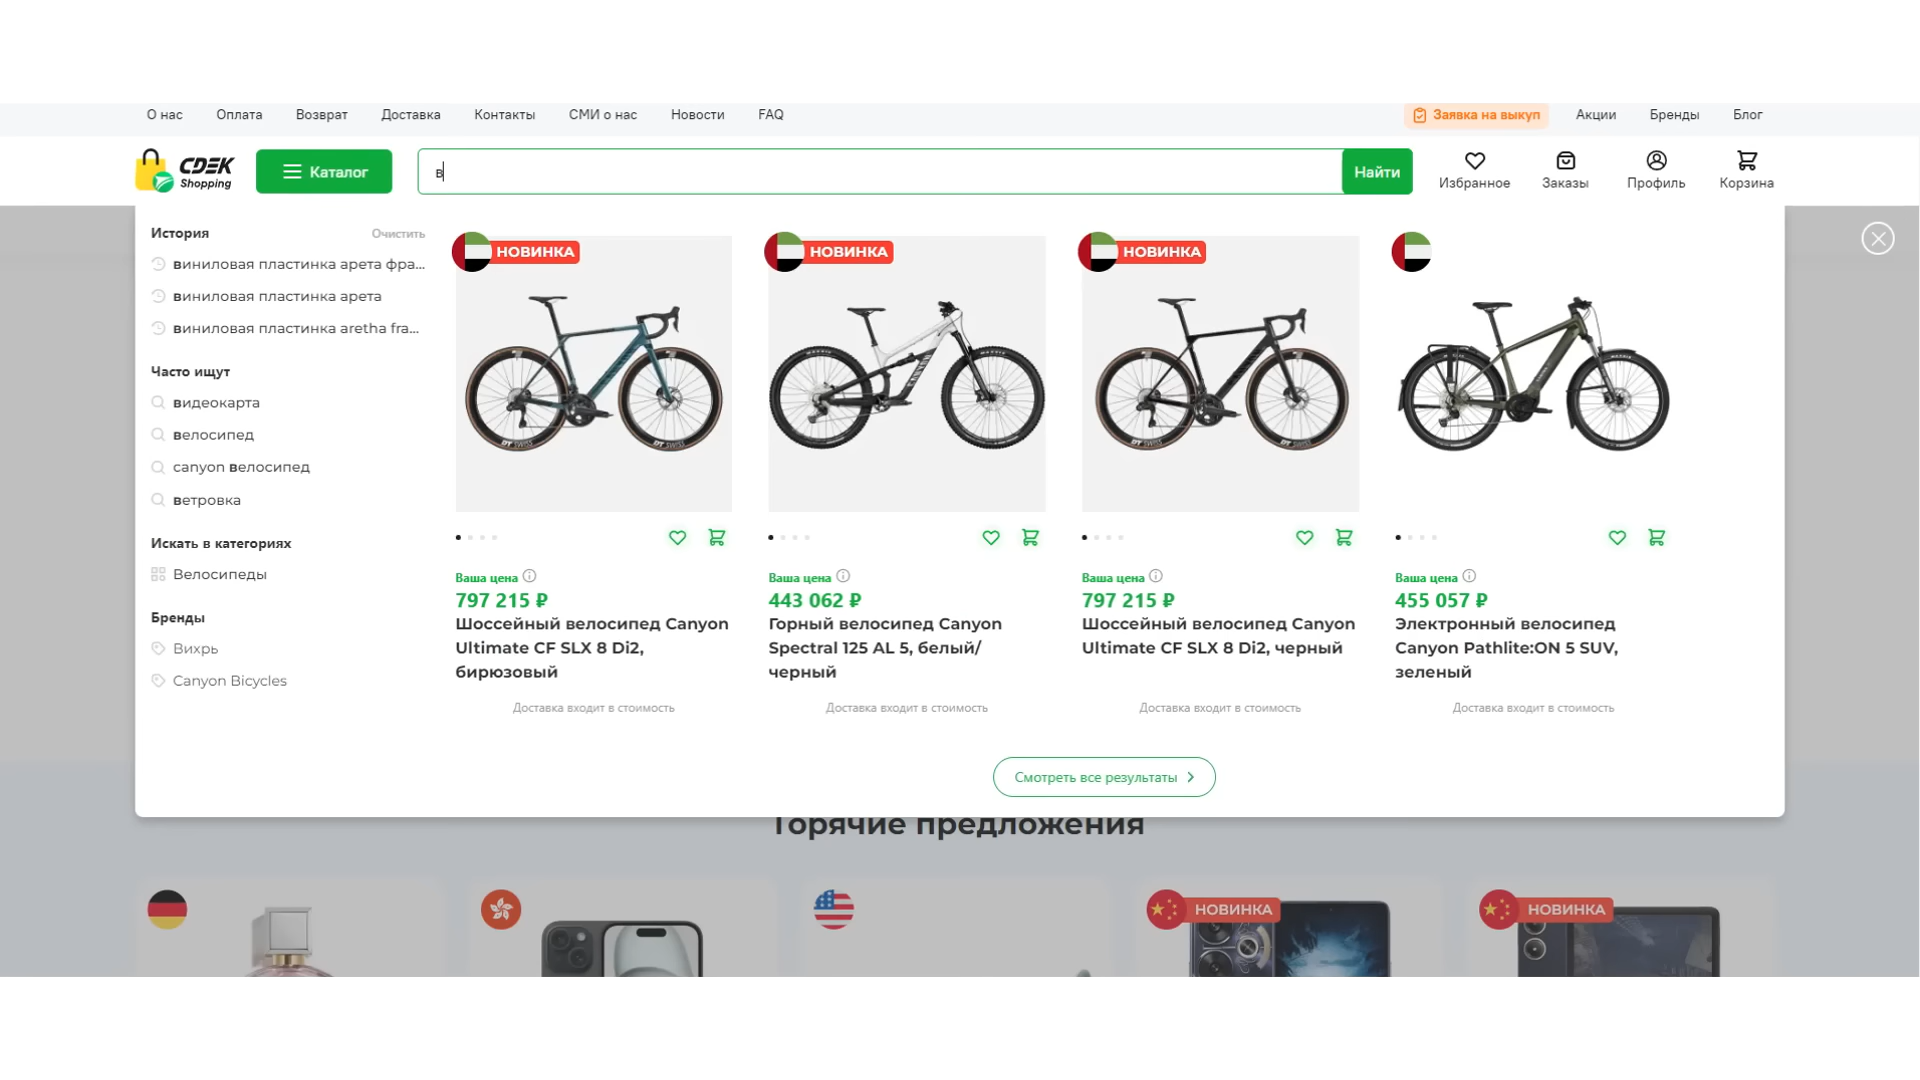 О нас Оплата Возврат Доставка Контакты СМИ о нас Новости FAQ Заявка на выкуп Акции Бренды Блог
CDEK
Shopping
Каталог
в
Найти
Избранное Заказы Профиль Корзина
История Очистить
виниловая пластинка арета фра...
виниловая пластинка арета
виниловая пластинка aretha fra...
Часто ищут
видеокарта
велосипед
canyon велосипед
ветровка
Искать в категориях
Велосипеды
Бренды
Вихрь
Canyon Bicycles
НОВИНКА
Ваша цена
797 215 ₽
Шоссейный велосипед Canyon
Ultimate CF SLX 8 Di2,
бирюзовый
Доставка входит в стоимость
НОВИНКА
Ваша цена
443 062 ₽
Горный велосипед Canyon
Spectral 125 AL 5, белый/
черный
Доставка входит в стоимость
НОВИНКА
Ваша цена
797 215 ₽
Шоссейный велосипед Canyon
Ultimate CF SLX 8 Di2, черный
Доставка входит в стоимость
Ваша цена
455 057 ₽
Электронный велосипед
Canyon Pathlite:ON 5 SUV,
зеленый
Доставка входит в стоимость
Смотреть все результаты
Горячие предложения
НОВИНКА
НОВИНКА